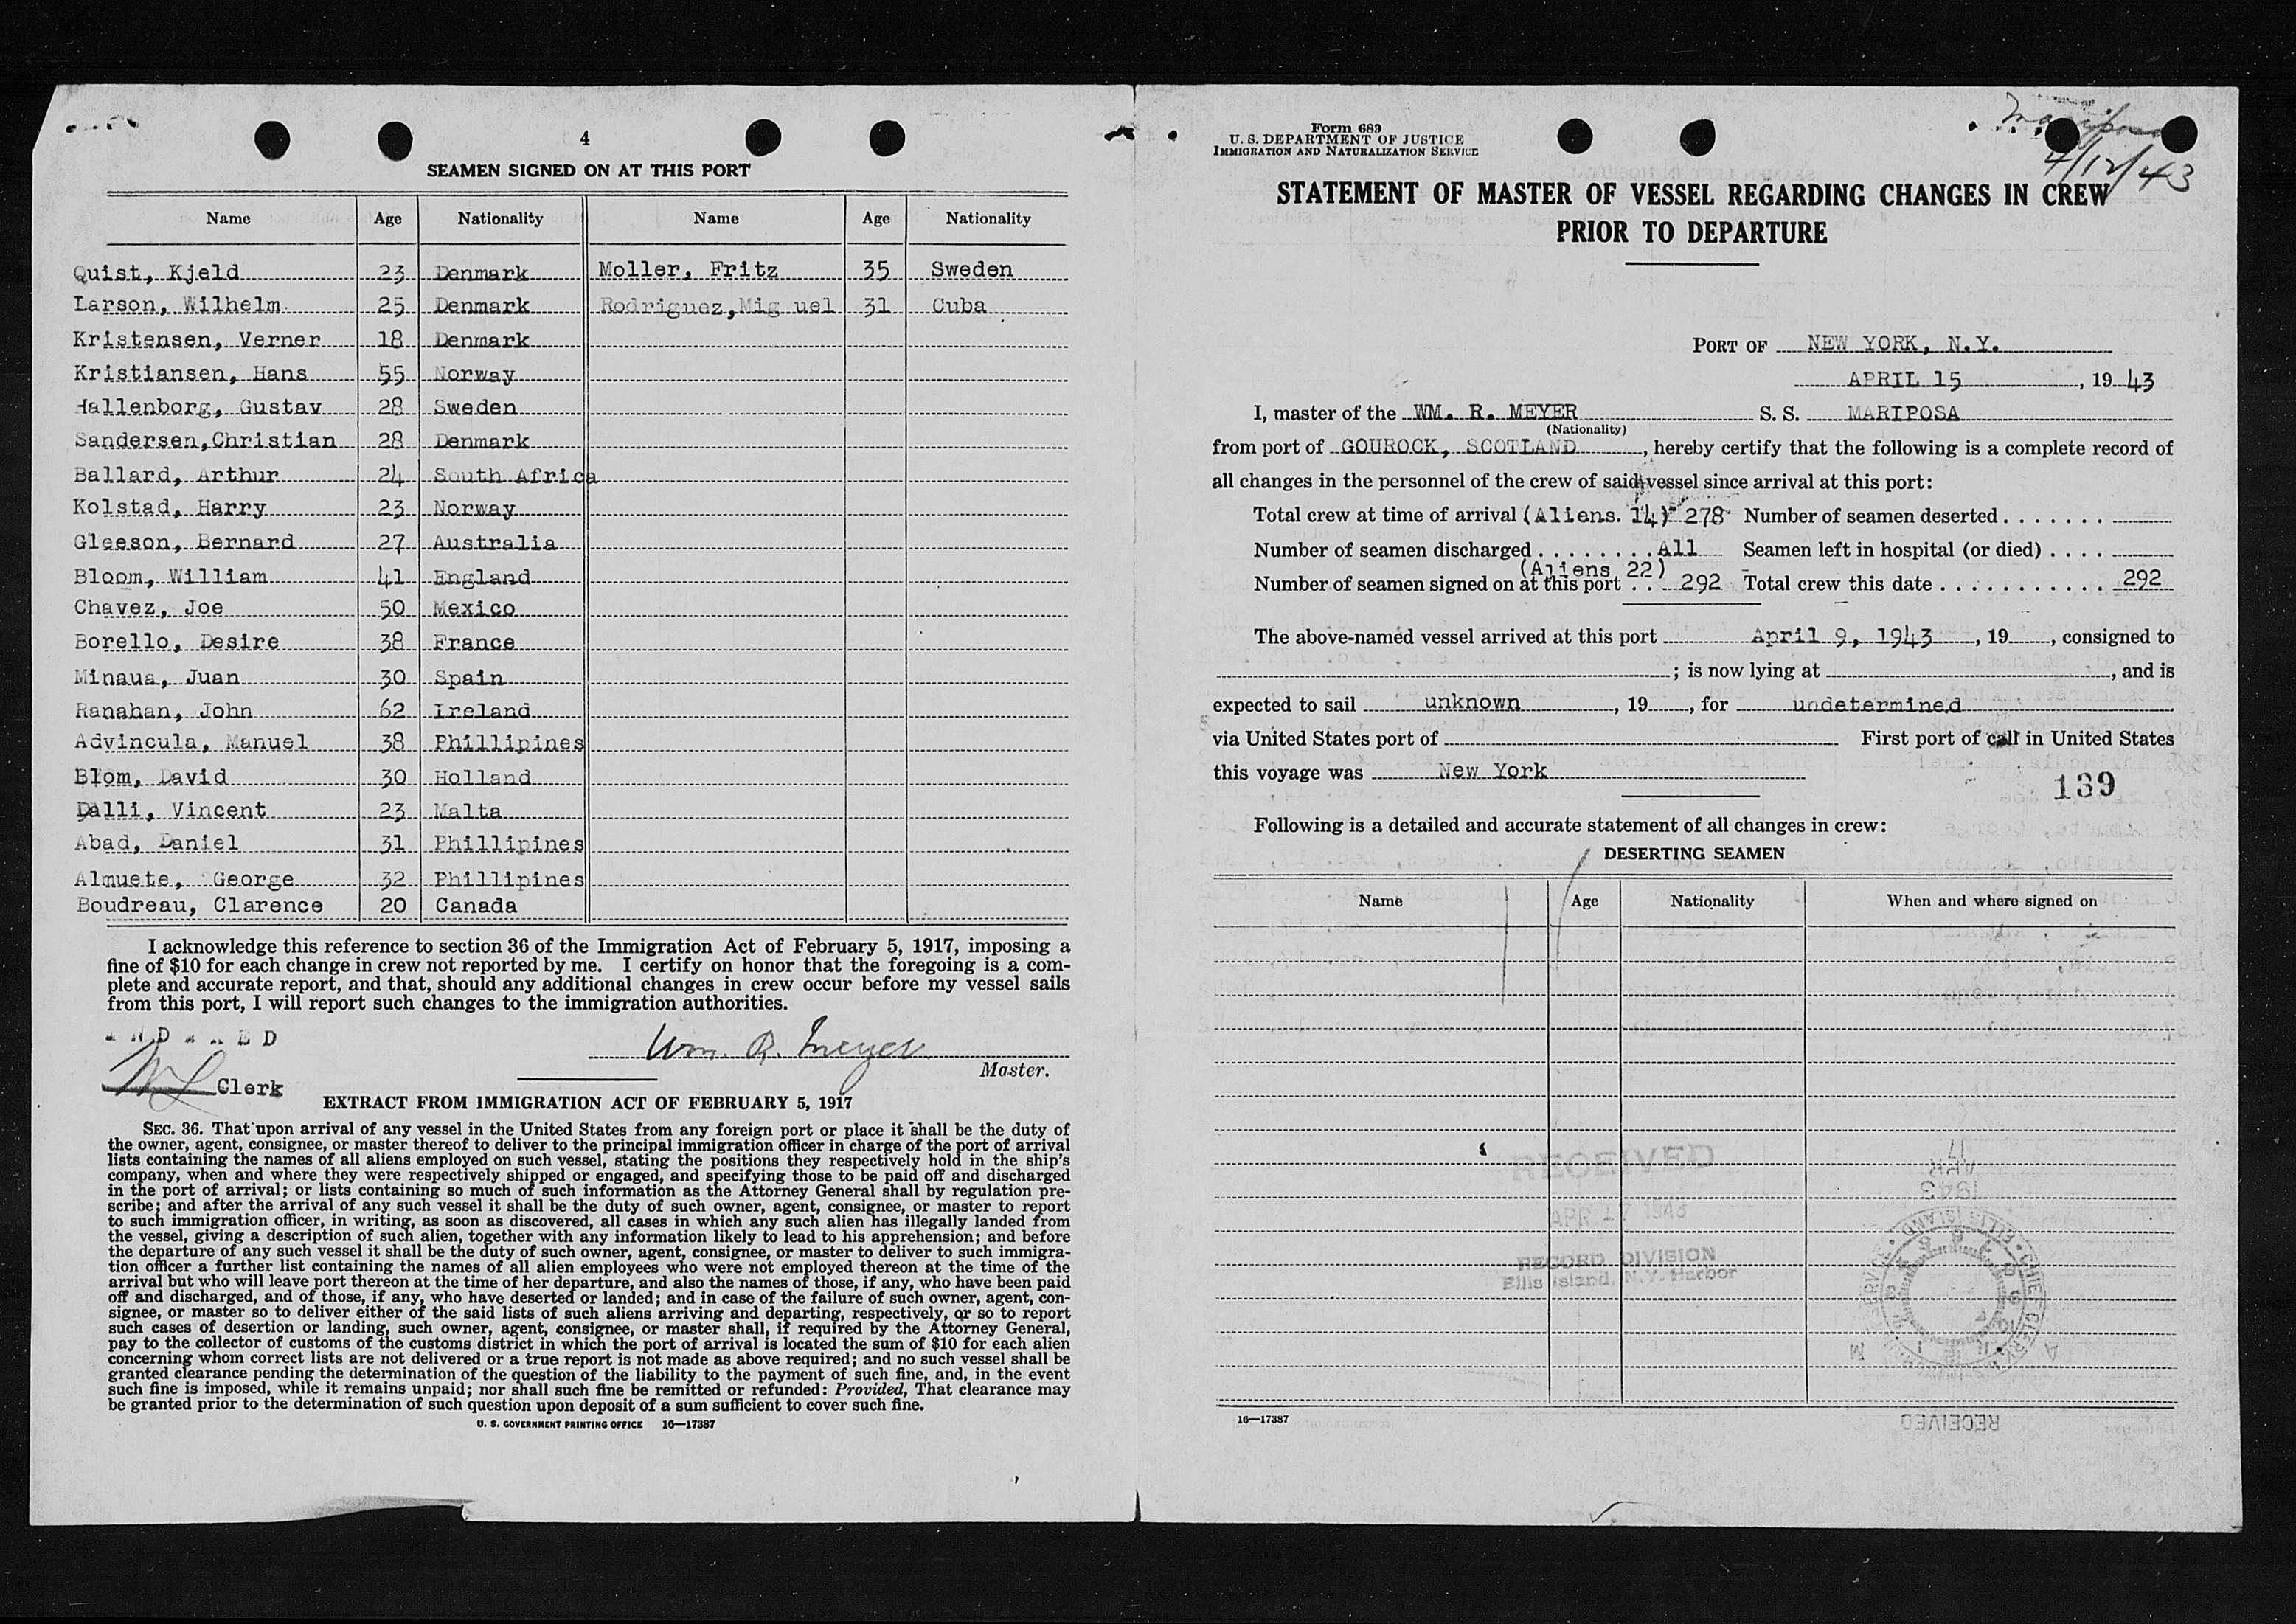 4
SEAMEN SIGNED ON AT THIS PORT
Name Age Nationality Name Age Nationality
Quist, Kjeld 23 Denmark Moller, Fritz 35 Sweden
Larson, Wilhelm. 25 Denmark Rodriguez,Mig uel 31 Cuba
Kristensen, Verner 18 Denmark
Kristiansen, Hans 55 Norway
Hallenborg, Gustav 28 Sweden
Sandersen,Christian 28 Denmark
Ballard, Arthur 24 South Africa
Kolstad, Harry 23 Norway
Gleeson, Bernard 27 Australia
Bloom, William 41 England
Chavez, Joe 50 Mexico
Borello, Desire 38 France
Minaua, Juan 30 Spain
Ranahan, John 62 Ireland
Advincula, Manuel 38 Phillipines
Blom, David 30 Holland
Dalli, Vincent 23 Malta
Abad, Daniel 31 Phillipines
Almuete, George 32 Phillipines
Boudreau, Clarence 20 Canada
I acknowledge this reference to section 36 of the Immigration Act of February 5, 1917, imposing a
fine of $10 for each change in crew not reported by me. I certify on honor that the foregoing is a com-
plete and accurate report, and that, should any additional changes in crew occur before my vessel sails
from this port, I will report such changes to the immigration authorities.
Wm. R. Meyer
Master.
Clerk
EXTRACT FROM IMMIGRATION ACT OF FEBRUARY 5, 1917
SEC. 36. That upon arrival of any vessel in the United States from any foreign port or place it shall be the duty of
the owner, agent, consignee, or master thereof to deliver to the principal immigration officer in charge of the port of arrival
lists containing the names of all aliens employed on such vessel, stating the positions they respectively hold in the ship's
company, when and where they were respectively shipped or engaged, and specifying those to be paid off and discharged
in the port of arrival; or lists containing so much of such information as the Attorney General shall by regulation pre-
scribe; and after the arrival of any such vessel it shall be the duty of such owner, agent, consignee, or master to report
to such immigration officer, in writing, as soon as discovered, all cases in which any such alien has illegally landed from
the vessel, giving a description of such alien, together with any information likely to lead to his apprehension; and before
the departure of any such vessel it shall be the duty of such owner, agent, consignee, or master to deliver to such immigra-
tion officer a further list containing the names of all alien employees who were not employed thereon at the time of the
arrival but who will leave port thereon at the time of her departure, and also the names of those, if any, who have been paid
off and discharged, and of those, if any, who have deserted or landed; and in case of the failure of such owner, agent, con-
signee, or master so to deliver either of the said lists of such aliens arriving and departing, respectively, or so to report
such cases of desertion or landing, such owner, agent, consignee, or master shall, if required by the Attorney General,
pay to the collector of customs of the customs district in which the port of arrival is located the sum of $10 for each alien
concerning whom correct lists are not delivered or a true report is not made as above required; and no such vessel shall be
granted clearance pending the determination of the question of the liability to the payment of such fine, and, in the event
such fine is imposed, while it remains unpaid; nor shall such fine be remitted or refunded: Provided, That clearance may
be granted prior to the determination of such question upon deposit of a sum sufficient to cover such fine.
U. S. GOVERNMENT PRINTING OFFICE 16—17387
Form 689
U. S. DEPARTMENT OF JUSTICE
IMMIGRATION AND NATURALIZATION SERVICE
Mariposa
4/12/43
STATEMENT OF MASTER OF VESSEL REGARDING CHANGES IN CREW
PRIOR TO DEPARTURE
PORT OF NEW YORK, N.Y.
APRIL 15, 19 43
I, master of the WM. R. MEYER S. S. MARIPOSA
(Nationality)
from port of GOUROCK, SCOTLAND, hereby certify that the following is a complete record of
all changes in the personnel of the crew of said vessel since arrival at this port:
Total crew at time of arrival (Aliens. 14) 278 Number of seamen deserted . . . . . . .
Number of seamen discharged . . . . . . . . All Seamen left in hospital (or died) . . . .
(Aliens 22)
Number of seamen signed on at this port . . 292 Total crew this date . . . . . . . . . . . 292
The above-named vessel arrived at this port April 9, 1943, 19, consigned to
; is now lying at , and is
expected to sail unknown, 19, for undetermined
via United States port of First port of call in United States
this voyage was New York
139
Following is a detailed and accurate statement of all changes in crew:
DESERTING SEAMEN
Name Age Nationality When and where signed on
RECEIVED
APR 17 1943
RECORD DIVISION
Ellis Island, N.Y. Harbor
17
APR
1943
RECEIVED
16—17387